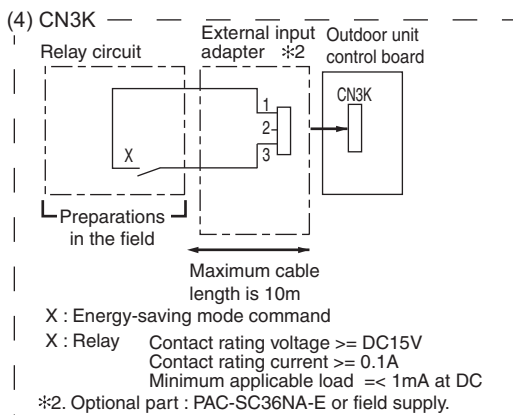 (4) CN3K
External input
adapter ✻2
Outdoor unit
control board
Relay circuit
CN3K
1
2
3
X
Preparations
in the field
Maximum cable
length is 10m
X : Energy-saving mode command
X : Relay Contact rating voltage >= DC15V
Contact rating current >= 0.1A
Minimum applicable load =< 1mA at DC
✻2. Optional part : PAC-SC36NA-E or field supply.